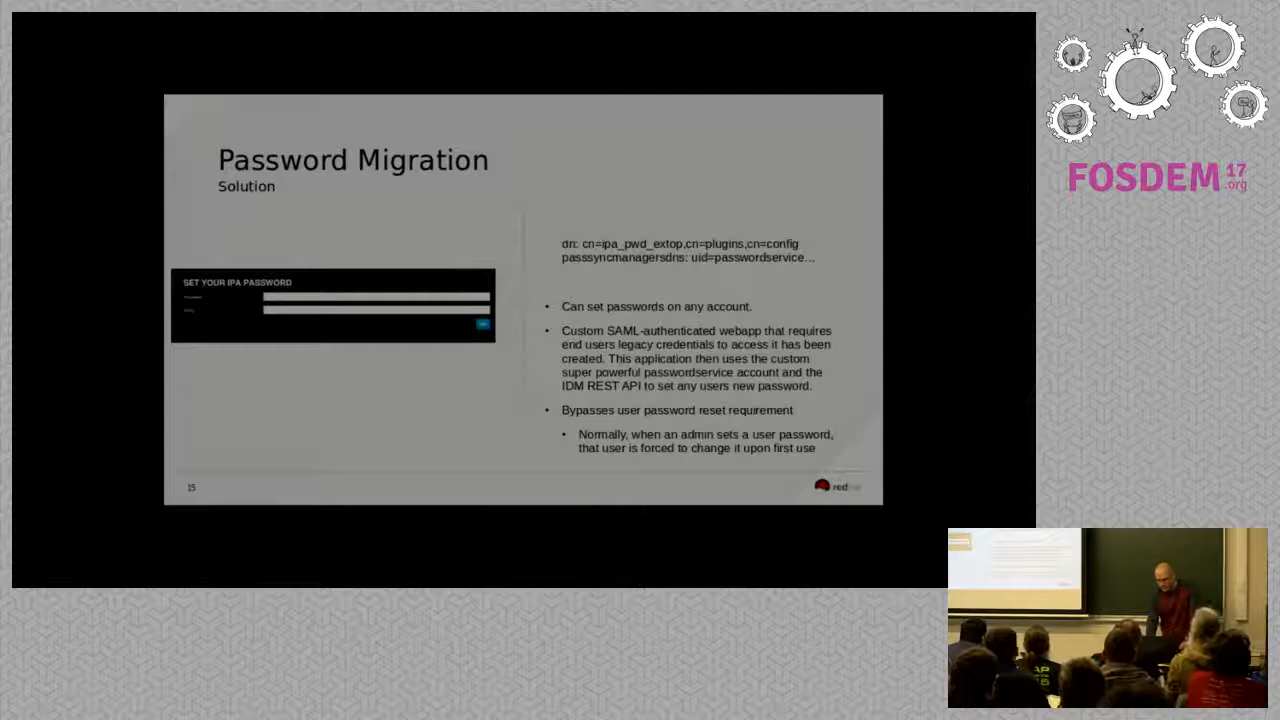 Password Migration
Solution
dn: cn=ipa_pwd_extop,cn=plugins,cn=config
passsyncmanagersdns: uid=passwordservice...
SET YOUR IPA PASSWORD
• Can set passwords on any account.
• Custom SAML-authenticated webapp that requires
end users legacy credentials to access it has been
created. This application then uses the custom
super powerful passwordservice account and the
IDM REST API to set any users new password.
• Bypasses user password reset requirement
• Normally, when an admin sets a user password,
that user is forced to change it upon first use
15
red
FOSDEM 17
.org